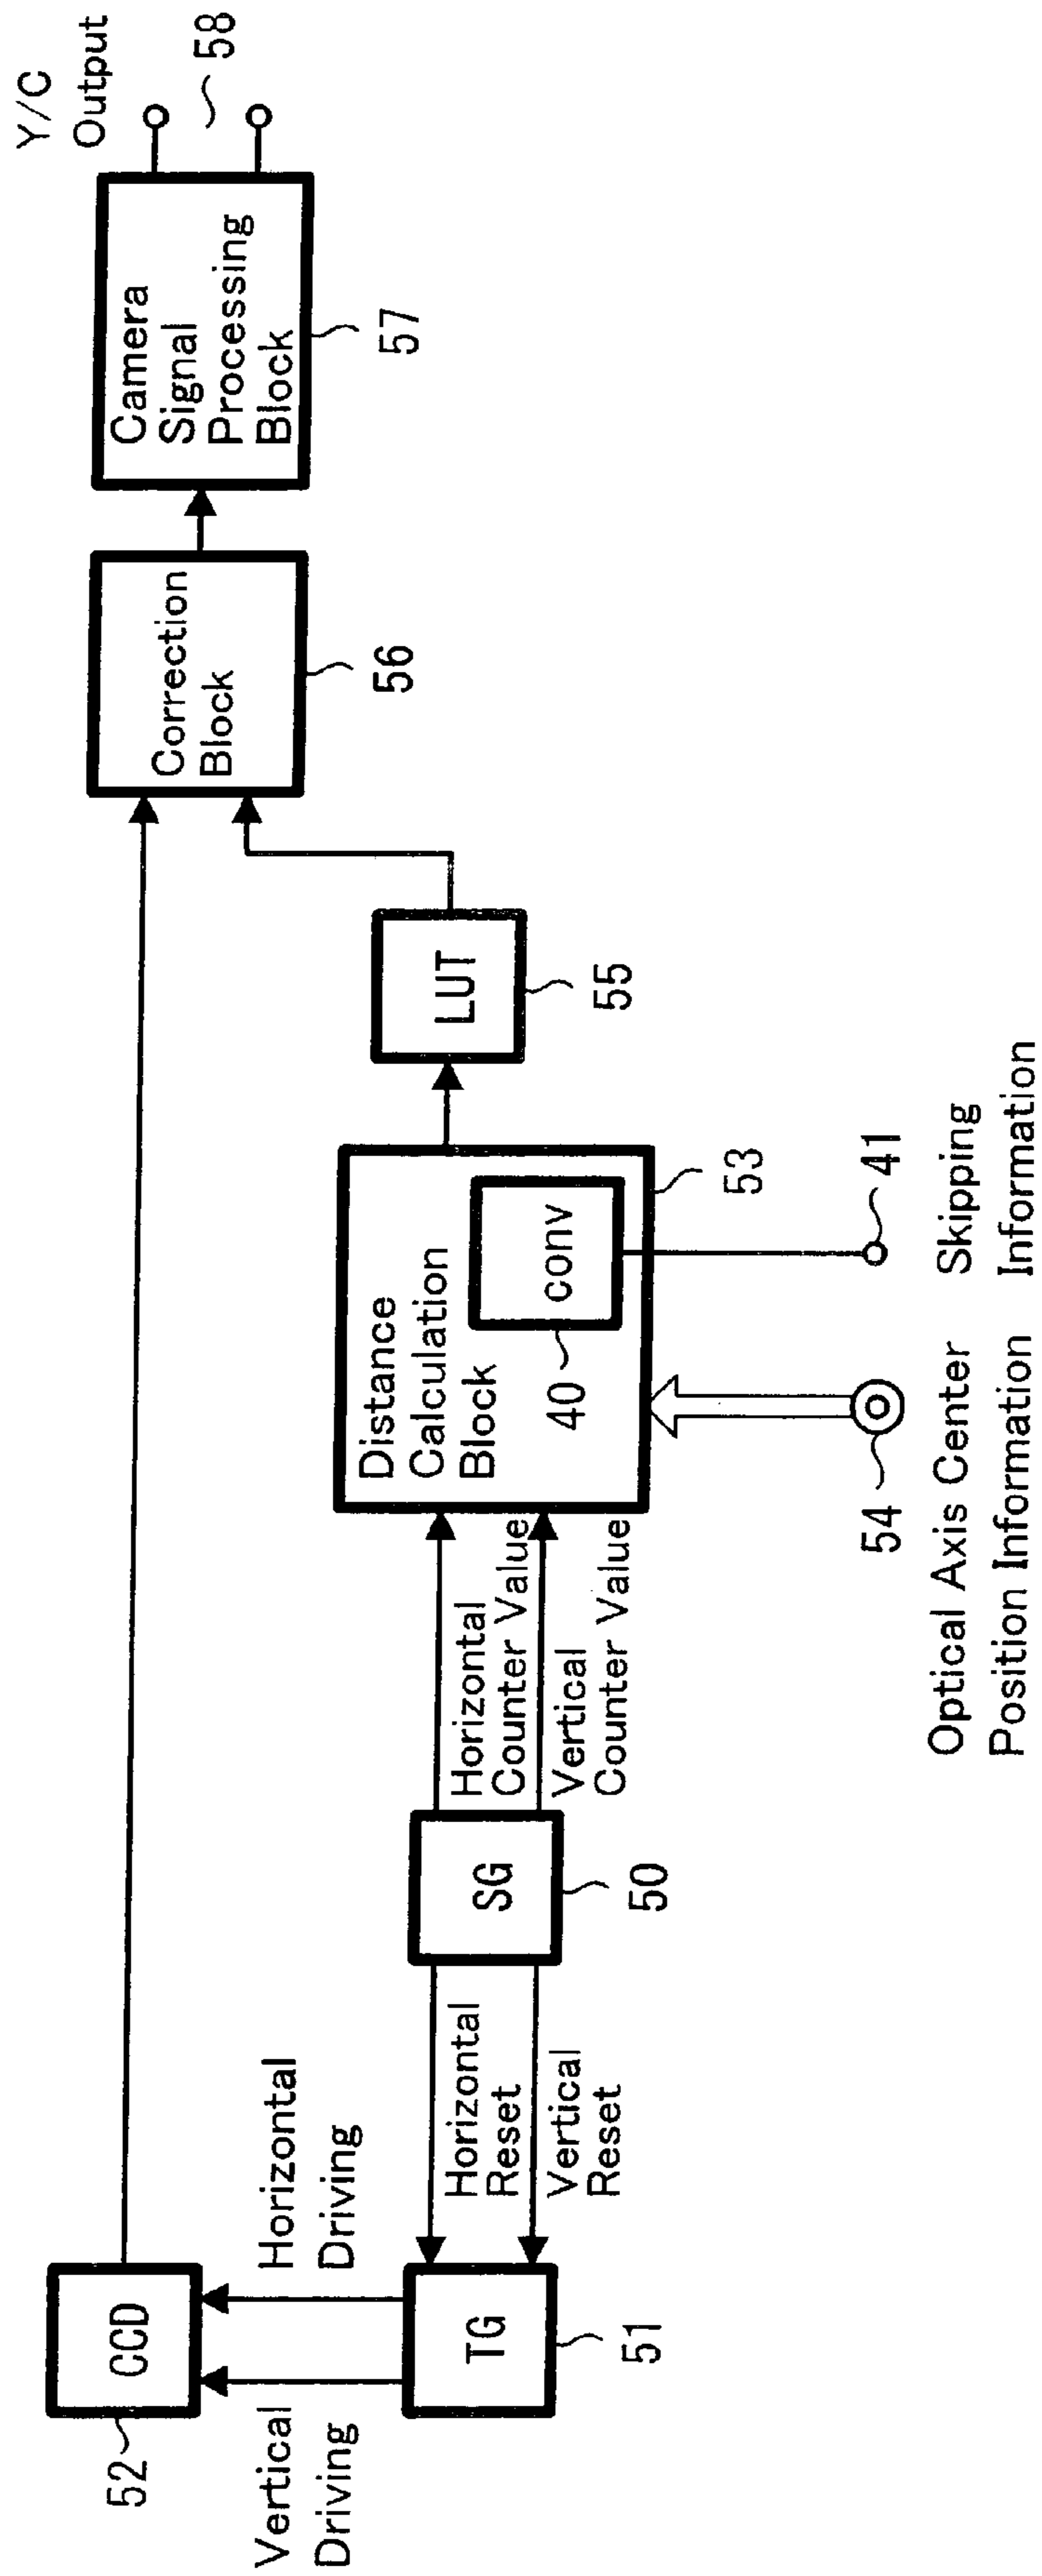 Y/C
Output
58
Camera
Signal
Processing
Block
57
Correction
Block
56
LUT
55
Distance
Calculation
Block
conv
40
53
41
Skipping
Information
54
Optical Axis Center
Position Information
Horizontal
Counter Value
Vertical
Counter Value
SG
50
Horizontal
Reset
Vertical
Reset
Horizontal
Driving
Vertical
Driving
CCD
52
TG
51